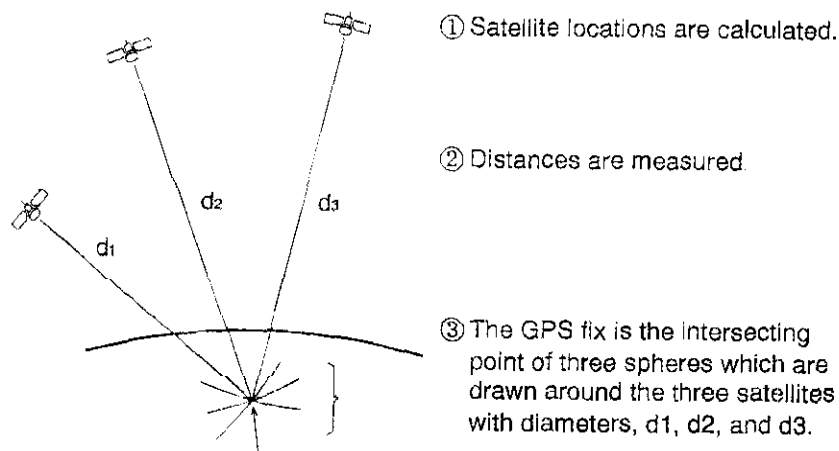 ① Satellite locations are calculated.
② Distances are measured.
d2
d3
d1
③ The GPS fix is the intersecting
point of three spheres which are
drawn around the three satellites
with diameters, d1, d2, and d3.